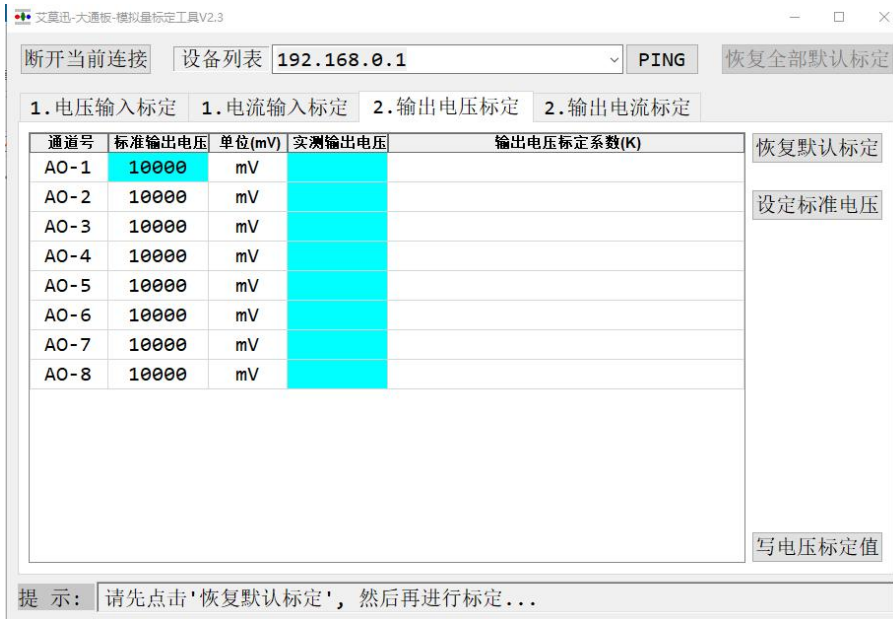 艾莫迅-大通板-模拟量标定工具V2.3
断开当前连接 设备列表 192.168.0.1 PING 恢复全部默认标定
1.电压输入标定 1.电流输入标定 2.输出电压标定 2.输出电流标定
通道号 标准输出电压 单位(mV) 实测输出电压 输出电压标定系数(K) 恢复默认标定
AO-1 10000 mV
AO-2 10000 mV 设定标准电压
AO-3 10000 mV
AO-4 10000 mV
AO-5 10000 mV
AO-6 10000 mV
AO-7 10000 mV
AO-8 10000 mV
写电压标定值
提 示: 请先点击'恢复默认标定', 然后再进行标定...